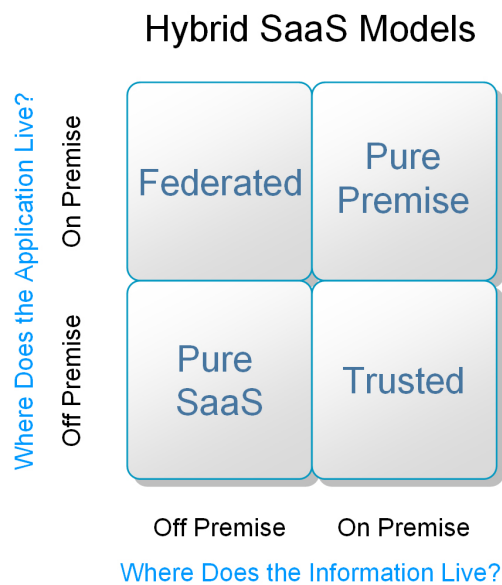 Hybrid SaaS Models
Where Does the Application Live?
On Premise
Off Premise
Federated
Pure
Premise
Pure
SaaS
Trusted
Off Premise
On Premise
Where Does the Information Live?